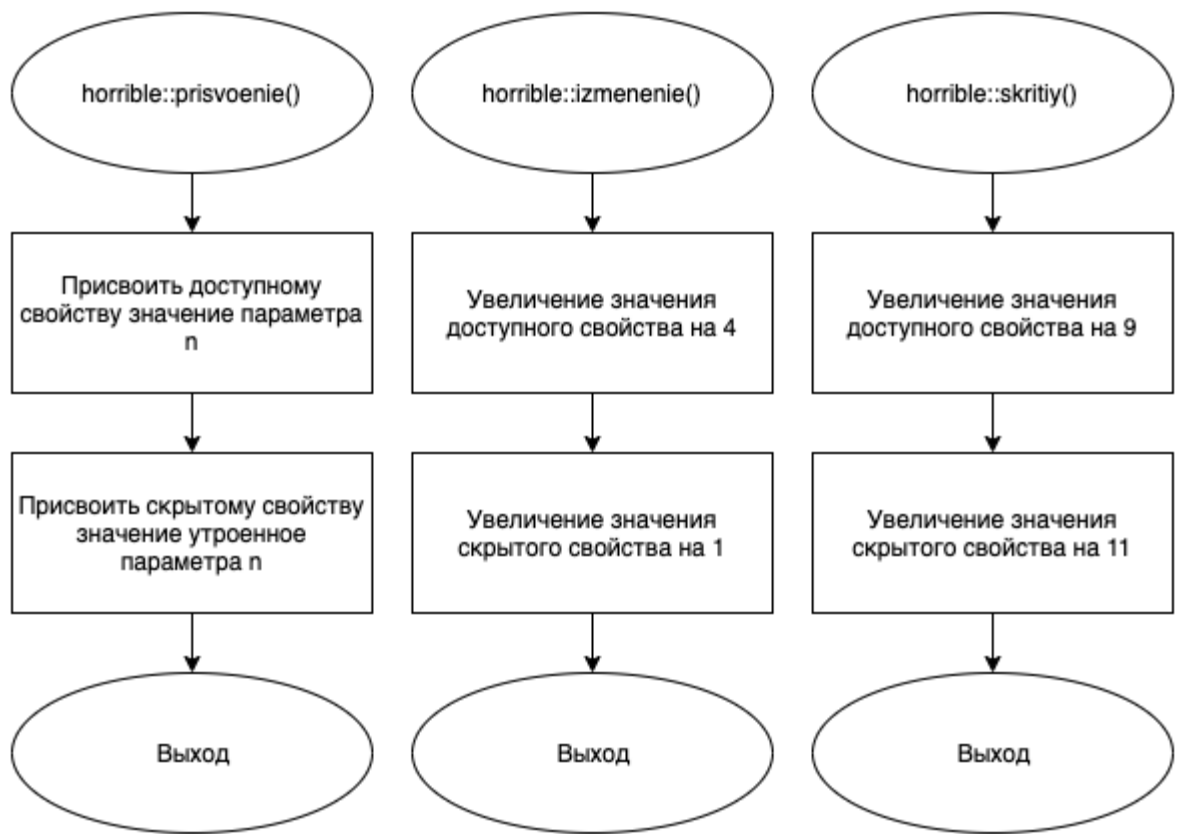 horrible::prisvoenie()
Присвоить доступному
свойству значение параметра
n
Присвоить скрытому свойству
значение утроенное
параметра n
Выход
horrible::izmenenie()
Увеличение значения
доступного свойства на 4
Увеличение значения
скрытого свойства на 1
Выход
horrible::skritiy()
Увеличение значения
доступного свойства на 9
Увеличение значения
скрытого свойства на 11
Выход